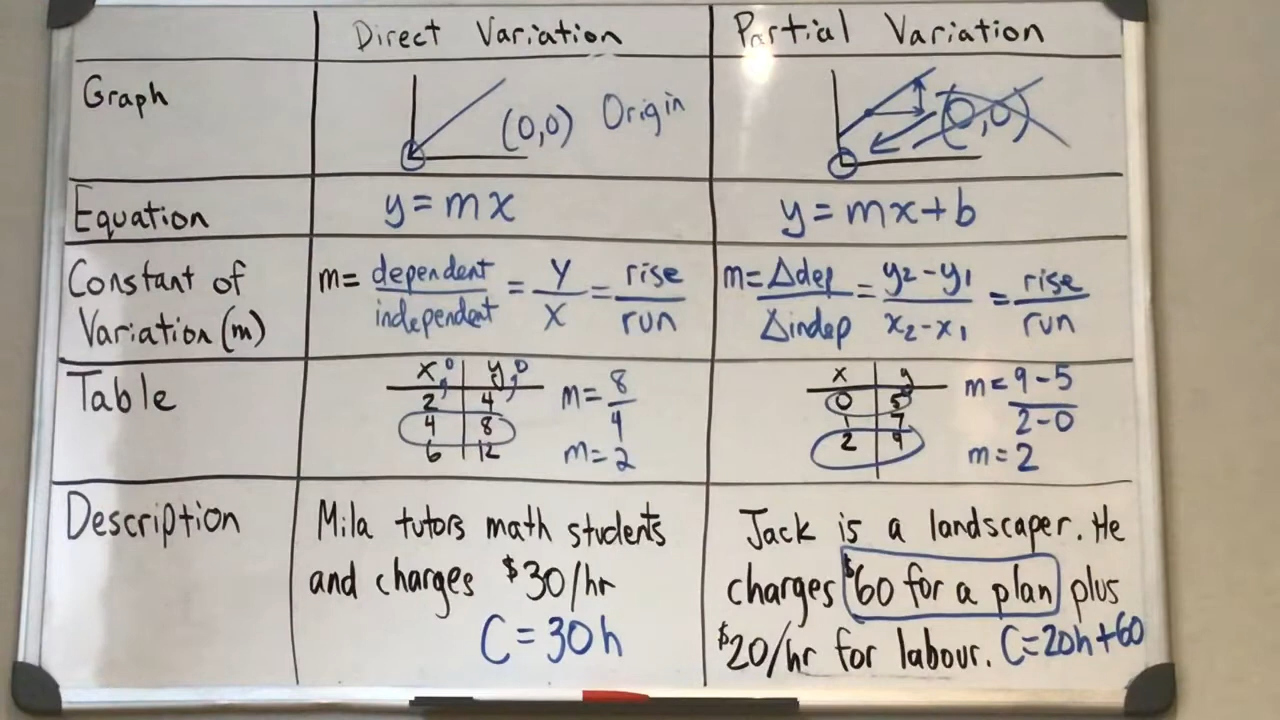 Direct Variation
Partial Variation
Graph
(0,0) Origin
(0,0)
Equation
y = mx
y = mx + b
Constant of
Variation (m)
m = dependent / independent = y / x = rise / run
m = Δdep / Δindep = y₂ - y₁ / x₂ - x₁ = rise / run
Table
x y
0 0
2 4
4 8
6 12
m = 8 / 4
m = 2
x y
0 5
1 7
2 9
m = 9 - 5 / 2 - 0
m = 2
Description
Mila tutors math students
and charges $30/hr
C = 30h
Jack is a landscaper. He
charges $60 for a plan plus
$20/hr for labour. C = 20h + 60